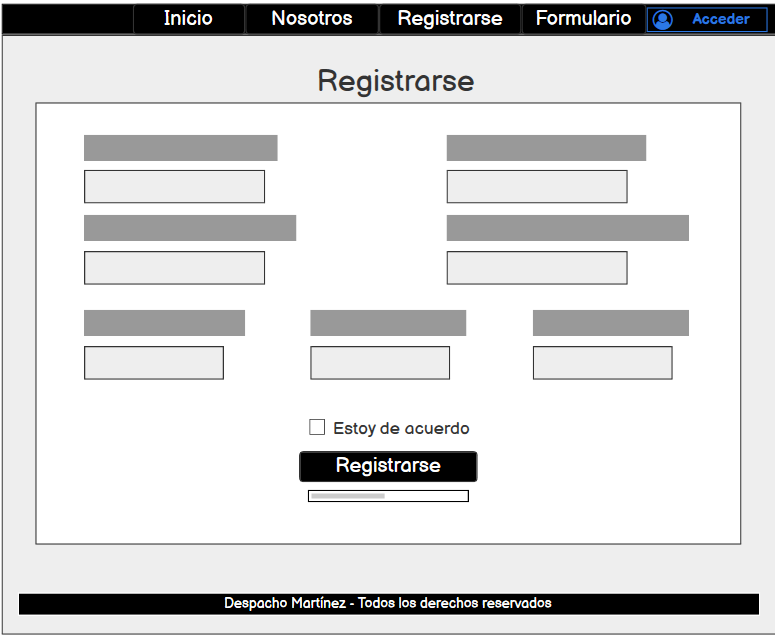 Inicio Nosotros Registrarse Formulario Acceder
Registrarse
Estoy de acuerdo
Registrarse
Despacho Martínez - Todos los derechos reservados